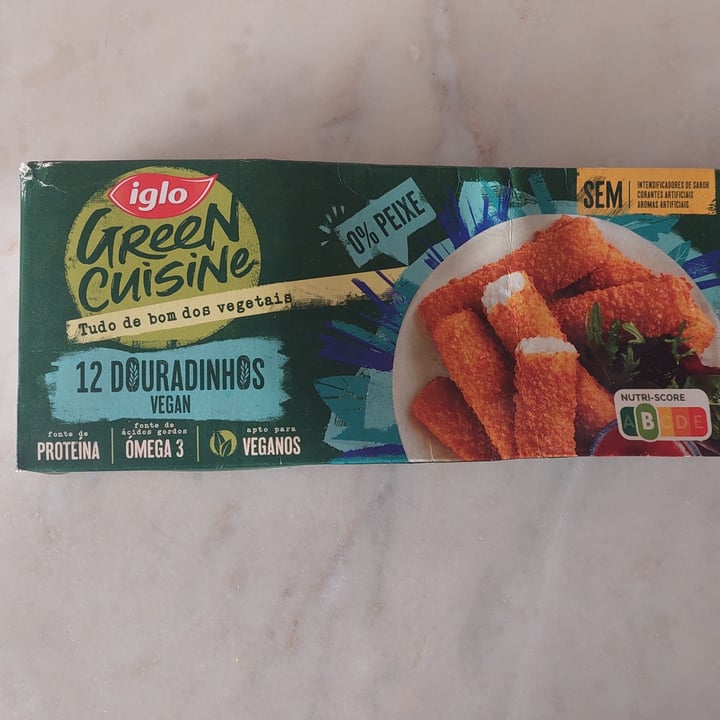 iglo
GREEN
CUISINE
Tudo de bom dos vegetais
12 DOURADINHOS
VEGAN
fonte de
PROTEÍNA
fonte de
ácidos gordos
ÓMEGA 3
apto para
VEGANOS
0% PEIXE
SEM
INTENSIFICADORES DE SABOR
CORANTES ARTIFICIAIS
AROMAS ARTIFICIAIS
NUTRI-SCORE
A B C D E